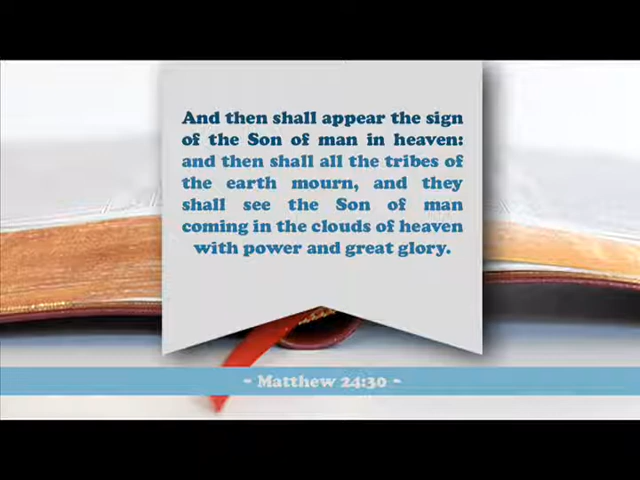 And then shall appear the sign
of the Son of man in heaven:
and then shall all the tribes of
the earth mourn, and they
shall see the Son of man
coming in the clouds of heaven
with power and great glory.
~ Matthew 24:30 ~